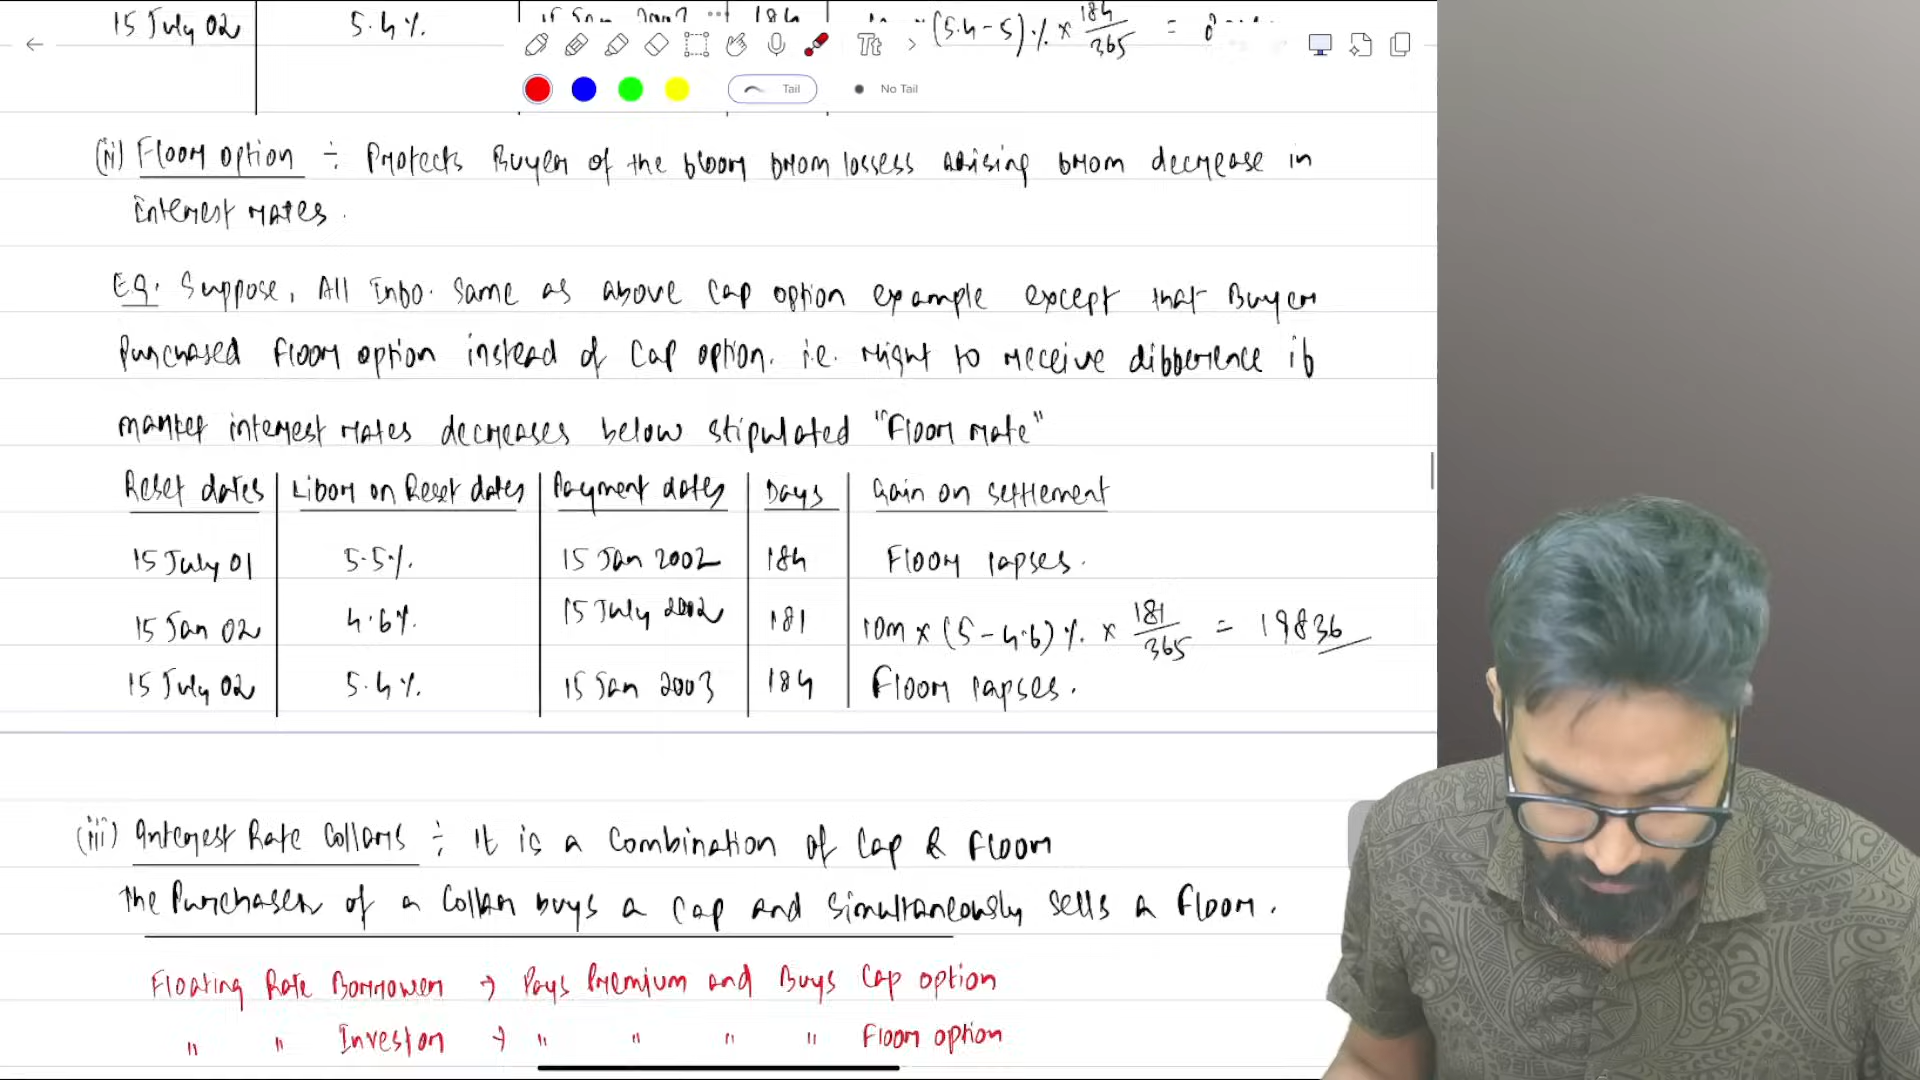 15 July 02 5.4% 15 Jan 2003 184 (5.4-5)% × 184/365 =
Tt
Tail No Tail
(ii) Floor option ÷ Protects Buyer of the floor from lossess arising from decrease in
interest rates.
E.g. Suppose, All info. same as above cap option example except that Buyer
Purchased floor option instead of cap option. i.e. right to receive difference if
market interest rates decreases below stipulated "Floor rate"
Reset dates Libor on Reset dates Payment dates Days Gain on settlement
15 July 01 5.5% 15 Jan 2002 184 Floor lapses.
15 Jan 02 4.6% 15 July 2002 181 10m × (5-4.6)% × 181/365 = 19836
15 July 02 5.4% 15 Jan 2003 184 Floor lapses.
(iii) Interest Rate Collars ÷ It is a Combination of Cap & Floor
The Purchaser of a Collar buys a cap and simultaneously sells a floor.
Floating Rate Borrower → Pays Premium and Buys Cap option
" " Investor → " " " " Floor option